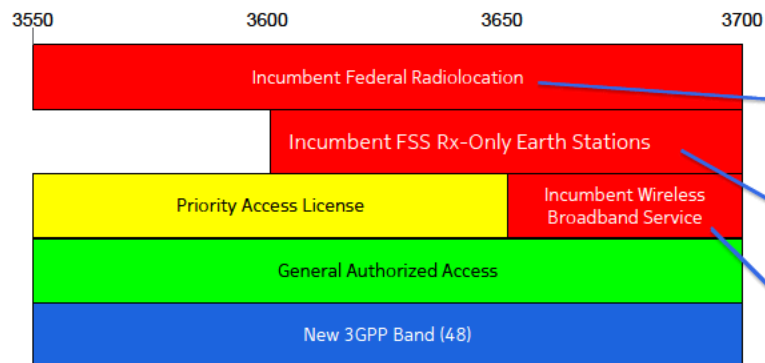 3550 3600 3650 3700
Incumbent Federal Radiolocation
Incumbent FSS Rx-Only Earth Stations
Priority Access License
Incumbent Wireless
Broadband Service
General Authorized Access
New 3GPP Band (48)